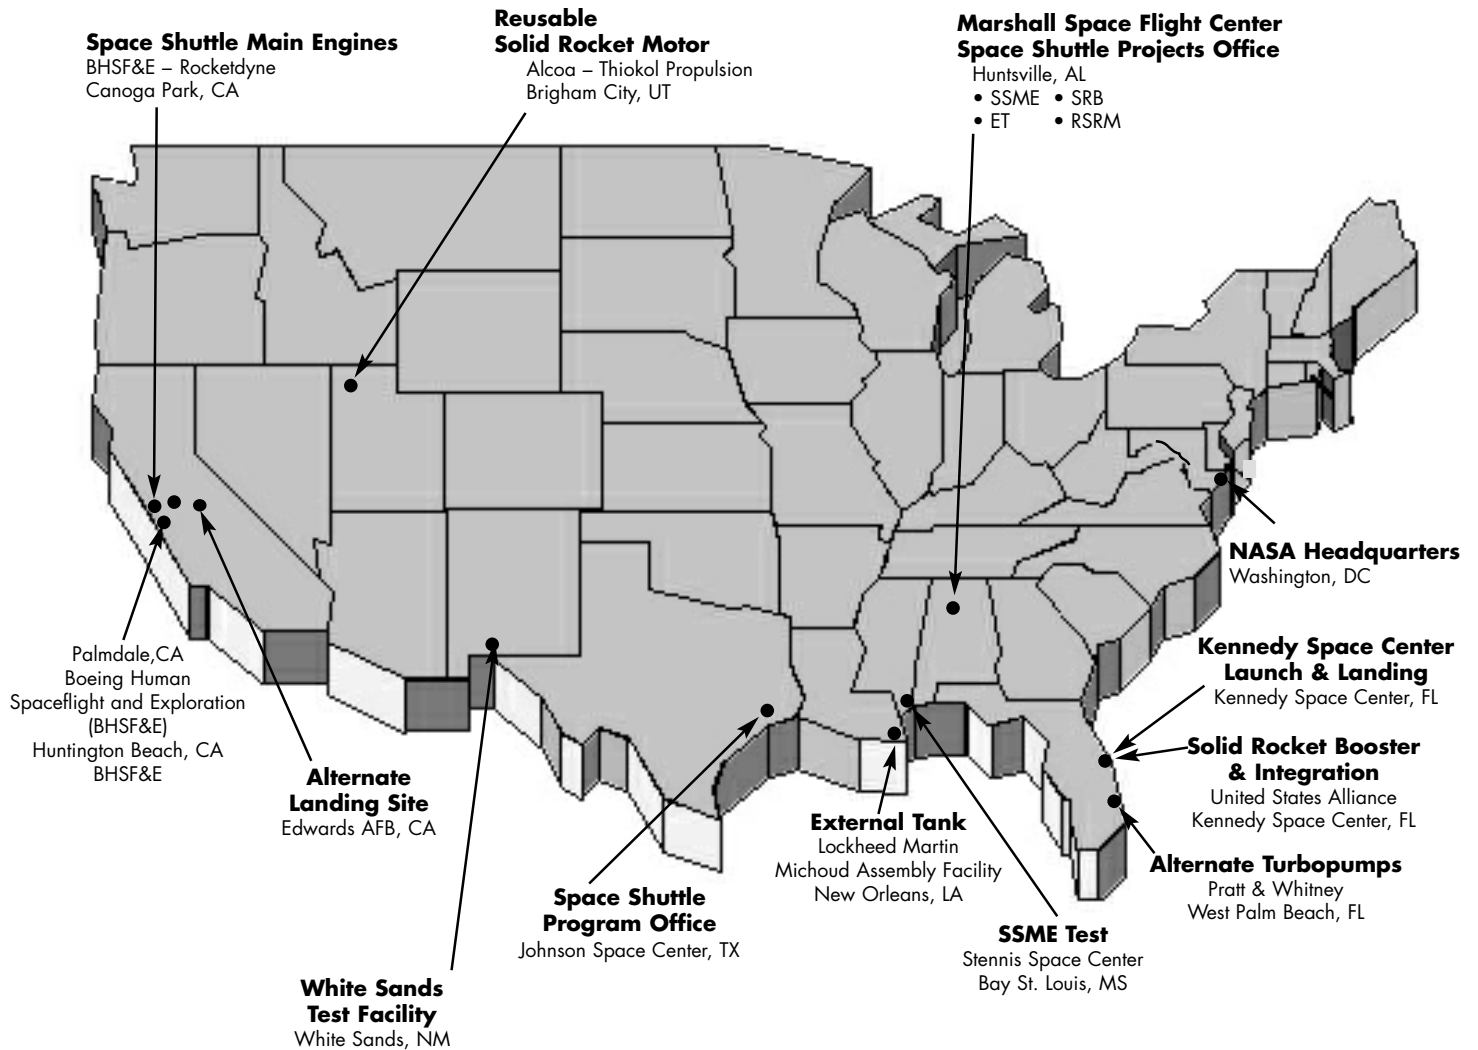 Space Shuttle Main Engines
BHSF&E – Rocketdyne
Canoga Park, CA
Reusable
Solid Rocket Motor
Alcoa – Thiokol Propulsion
Brigham City, UT
Marshall Space Flight Center
Space Shuttle Projects Office
Huntsville, AL
• SSME • SRB
• ET • RSRM
NASA Headquarters
Washington, DC
Kennedy Space Center
Launch & Landing
Kennedy Space Center, FL
Solid Rocket Booster
& Integration
United States Alliance
Kennedy Space Center, FL
Alternate Turbopumps
Pratt & Whitney
West Palm Beach, FL
Palmdale,CA
Boeing Human
Spaceflight and Exploration
(BHSF&E)
Huntington Beach, CA
BHSF&E
Alternate
Landing Site
Edwards AFB, CA
External Tank
Lockheed Martin
Michoud Assembly Facility
New Orleans, LA
Space Shuttle
Program Office
Johnson Space Center, TX
SSME Test
Stennis Space Center
Bay St. Louis, MS
White Sands
Test Facility
White Sands, NM